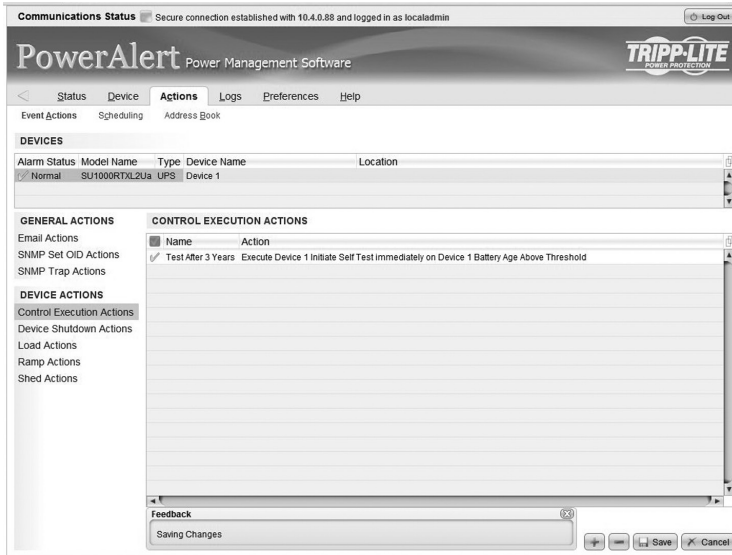 Communications Status Secure connection established with 10.4.0.88 and logged in as localadmin Log Out
PowerAlert Power Management Software
TRIPP·LITE
POWER PROTECTION
Status Device Actions Logs Preferences Help
Event Actions Scheduling Address Book
DEVICES
Alarm Status Model Name Type Device Name Location
Normal SU1000RTXL2Ua UPS Device 1
GENERAL ACTIONS
Email Actions
SNMP Set OID Actions
SNMP Trap Actions
DEVICE ACTIONS
Control Execution Actions
Device Shutdown Actions
Load Actions
Ramp Actions
Shed Actions
CONTROL EXECUTION ACTIONS
Name Action
Test After 3 Years Execute Device 1 Initiate Self Test immediately on Device 1 Battery Age Above Threshold
Feedback
Saving Changes
Save Cancel